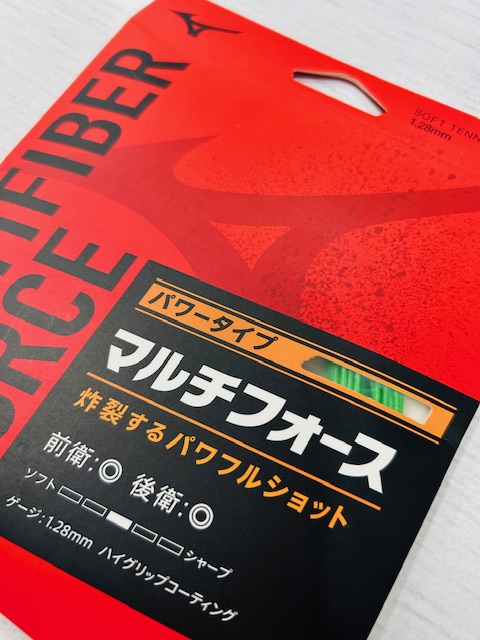 SOFT TENN
1.28mm
IFIBER
ORCE
パワータイプ
マルチフォース
炸裂するパワフルショット
前衛:◎ 後衛:◎
ソフト シャープ
ゲージ:1.28mm ハイグリップコーティング